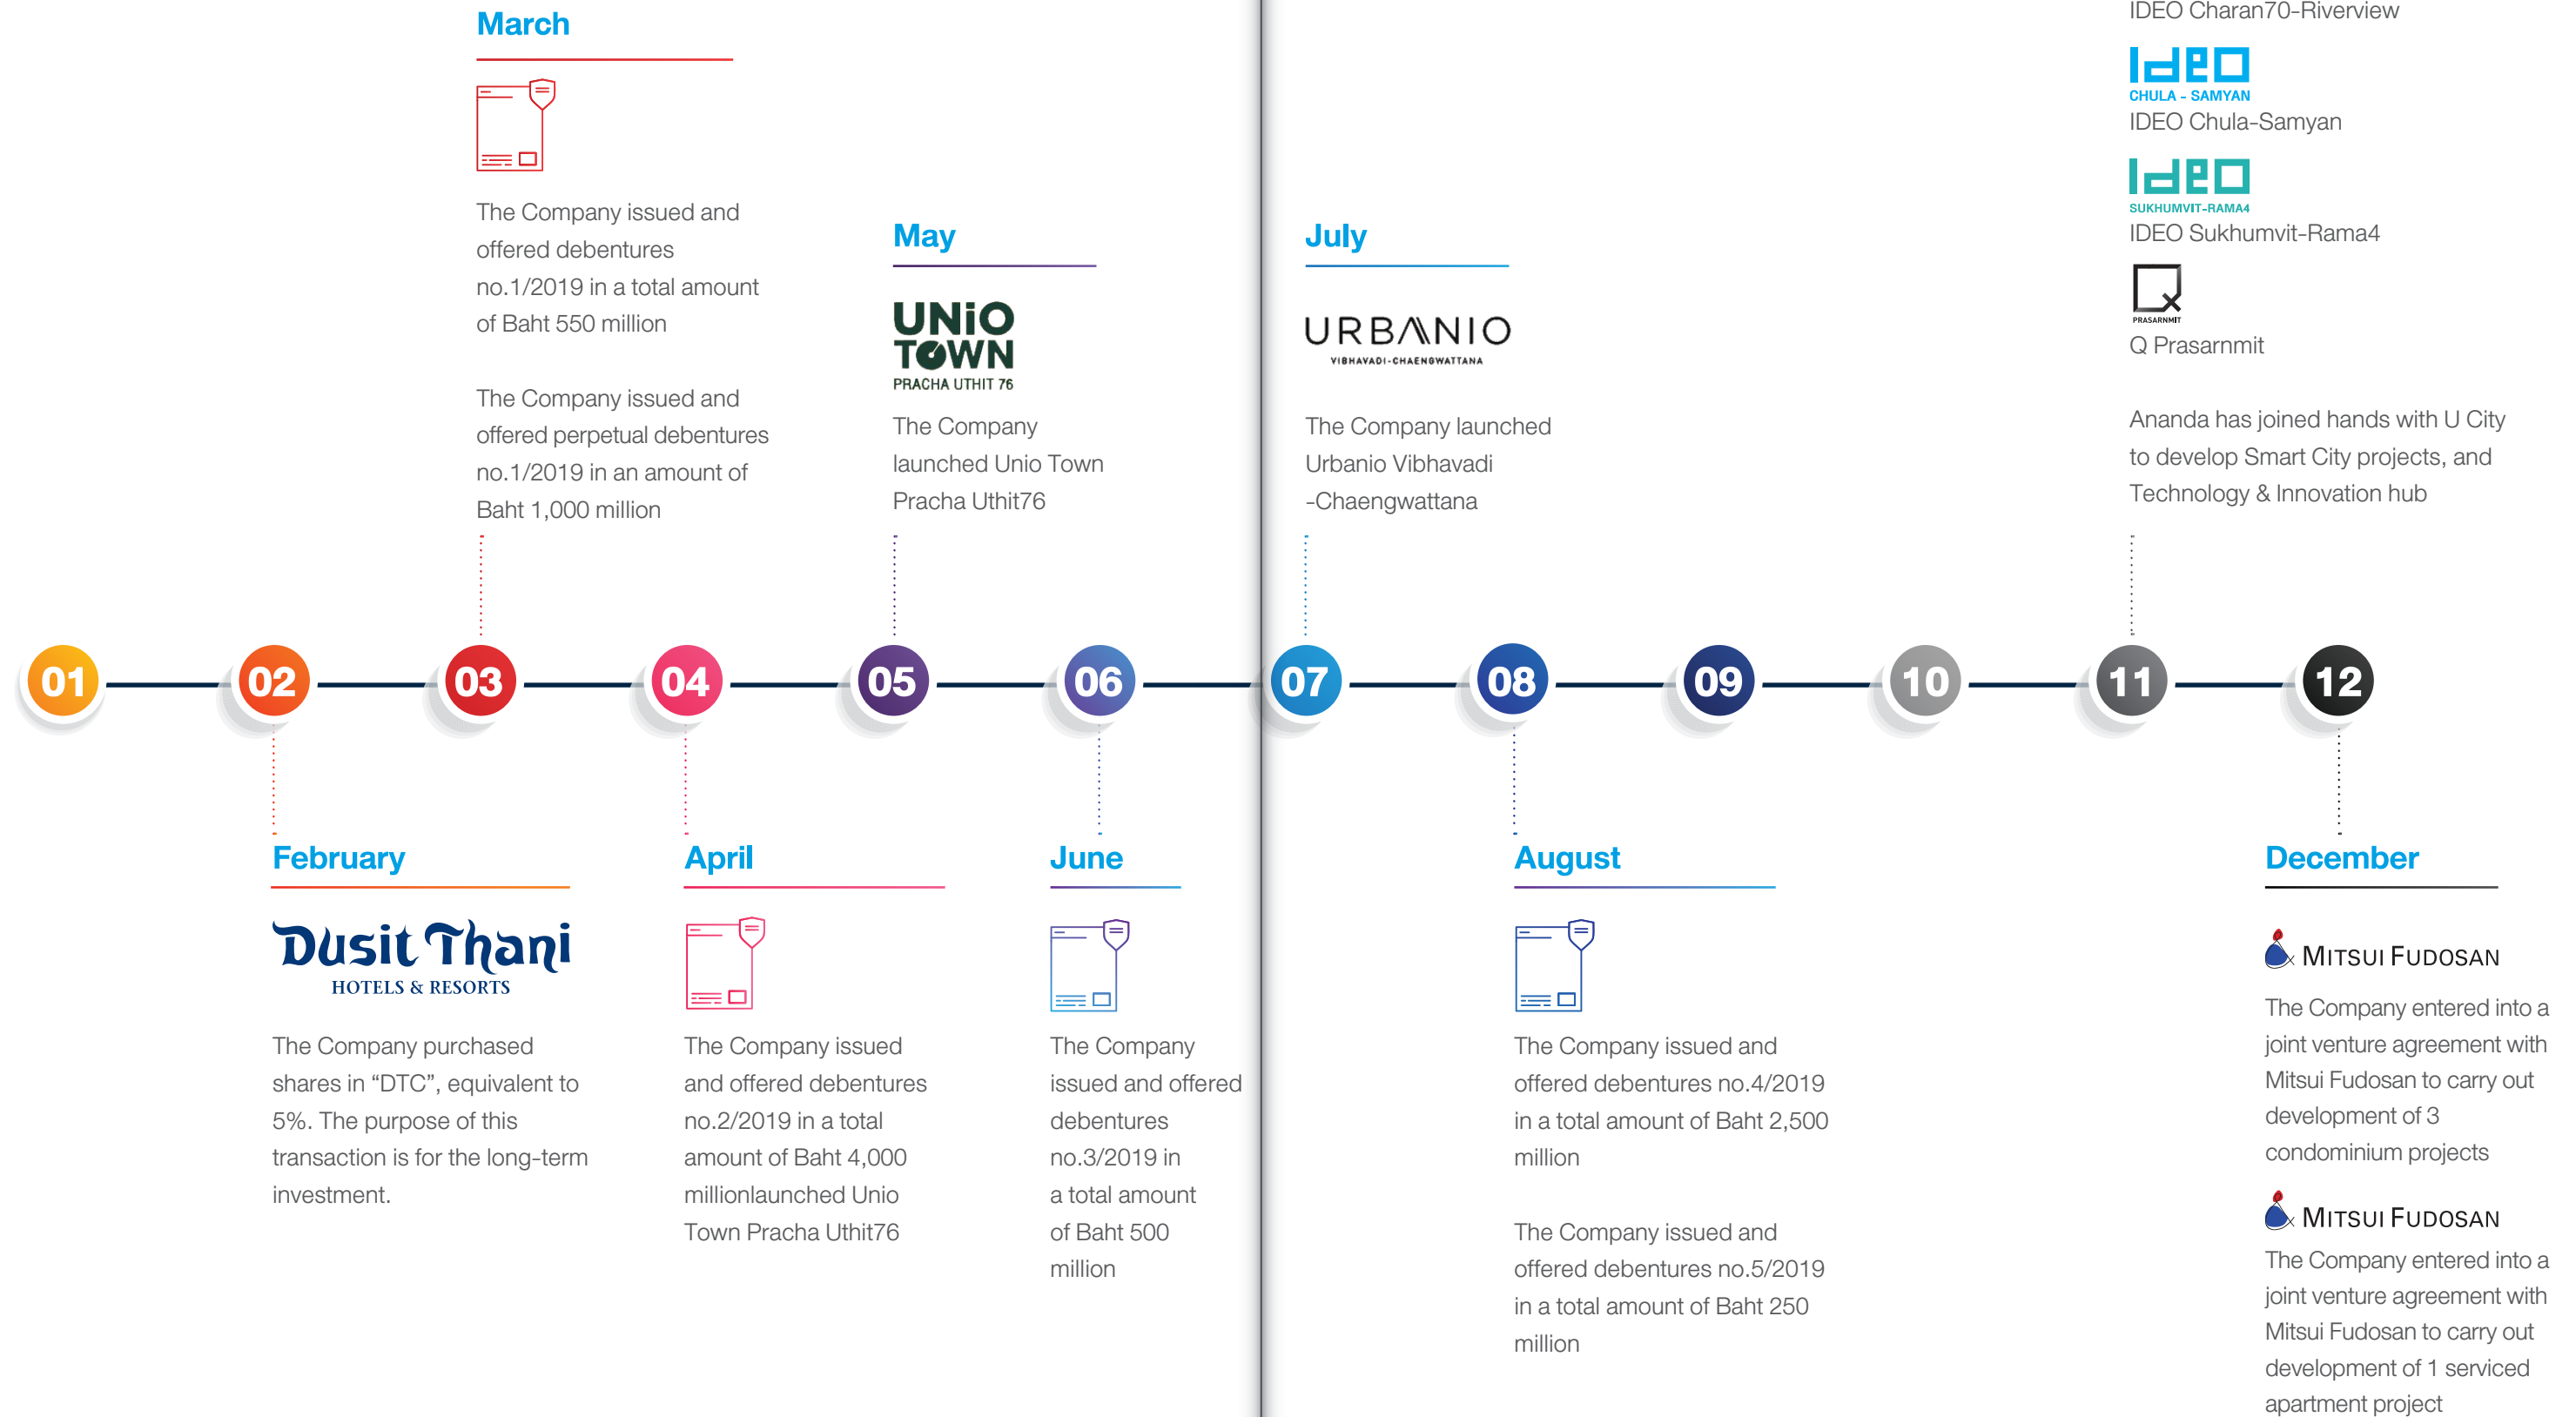 March
The Company issued and
offered debentures
no.1/2019 in a total amount
of Baht 550 million
The Company issued and
offered perpetual debentures
no.1/2019 in an amount of
Baht 1,000 million
May
UNiO
TOWN
PRACHA UTHIT 76
The Company
launched Unio Town
Pracha Uthit76
July
URBANIO
VIBHAVADI-CHAENGWATTANA
The Company launched
Urbanio Vibhavadi
-Chaengwattana
IDEO Charan70-Riverview
Ideo
CHULA - SAMYAN
IDEO Chula-Samyan
Ideo
SUKHUMVIT-RAMA4
IDEO Sukhumvit-Rama4
Q
PRASARNMIT
Q Prasarnmit
Ananda has joined hands with U City
to develop Smart City projects, and
Technology & Innovation hub
01
02
03
04
05
06
07
08
09
10
11
12
February
Dusit Thani
HOTELS & RESORTS
The Company purchased
shares in “DTC”, equivalent to
5%. The purpose of this
transaction is for the long-term
investment.
April
The Company issued
and offered debentures
no.2/2019 in a total
amount of Baht 4,000
millionlaunched Unio
Town Pracha Uthit76
June
The Company
issued and offered
debentures
no.3/2019 in
a total amount
of Baht 500
million
August
The Company issued and
offered debentures no.4/2019
in a total amount of Baht 2,500
million
The Company issued and
offered debentures no.5/2019
in a total amount of Baht 250
million
December
MITSUI FUDOSAN
The Company entered into a
joint venture agreement with
Mitsui Fudosan to carry out
development of 3
condominium projects
MITSUI FUDOSAN
The Company entered into a
joint venture agreement with
Mitsui Fudosan to carry out
development of 1 serviced
apartment project